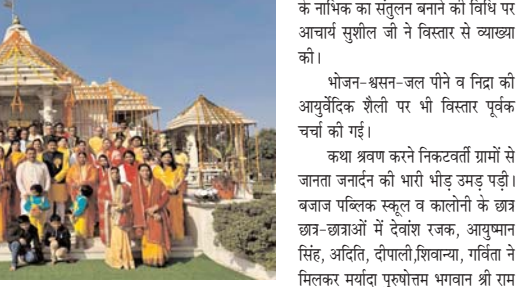 के नाभिक का संतुलन बनाने की विधि पर
आचार्य सुशील जी ने विस्तार से व्याख्या
की।
भोजन-श्वसन-जल पीने व निद्रा की
आयुर्वेदिक शैली पर भी विस्तार पूर्वक
चर्चा की गई।
कथा श्रवण करने निकटवर्ती ग्रामों से
जानता जनार्दन की भारी भीड़ उमड़ पड़ी।
बजाज पब्लिक स्कूल व कालोनी के छात्र
छात्र-छात्राओं में देवांश रजक, आयुष्मान
सिंह, अदिति, दीपाली,शिवान्या, गर्विता ने
मिलकर मर्यादा पुरुषोत्तम भगवान श्री राम